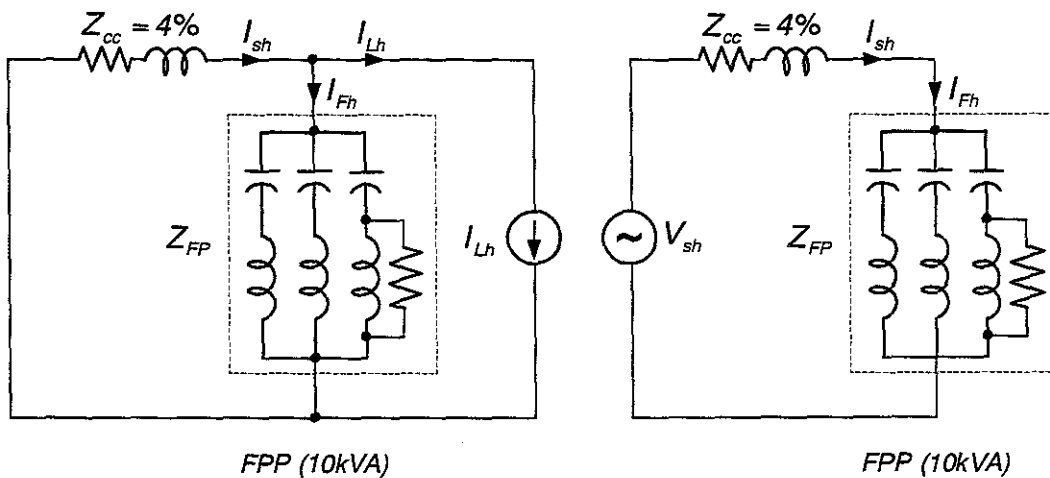 Z_cc = 4%
I_sh
I_Lh
I_Fh
Z_FP
I_Lh
FPP (10kVA)
Z_cc = 4%
I_sh
I_Fh
~
V_sh
Z_FP
FPP (10kVA)